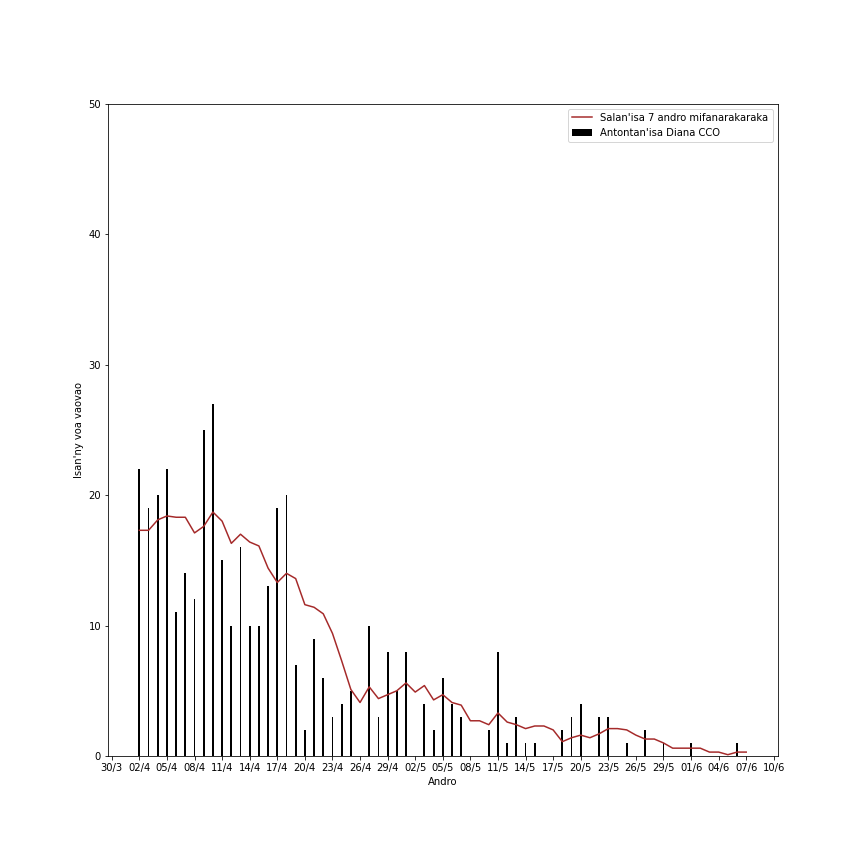 Salan'isa 7 andro mifanarakaraka
Antontan'isa Diana CCO
Isan'ny voa vaovao
50
40
30
20
10
0
30/3 02/4 05/4 08/4 11/4 14/4 17/4 20/4 23/4 26/4 29/4 02/5 05/5 08/5 11/5 14/5 17/5 20/5 23/5 26/5 29/5 01/6 04/6 07/6 10/6
Andro